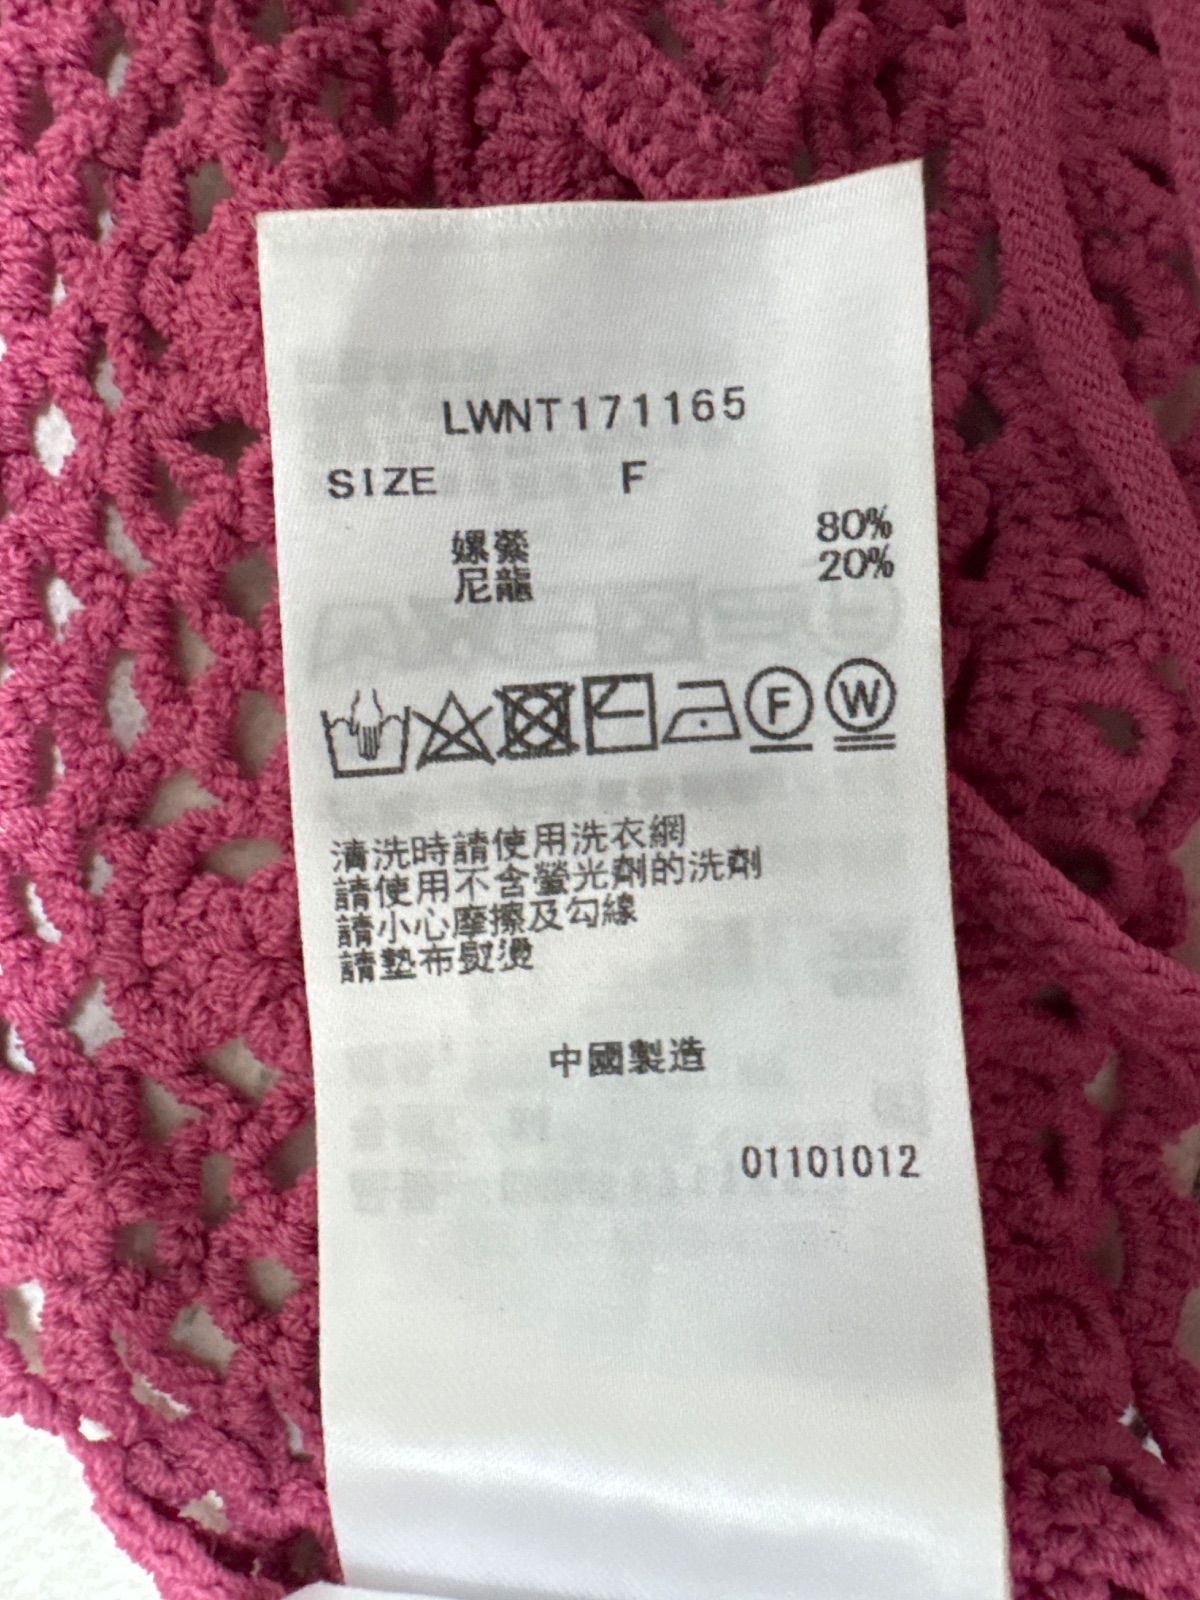 LWNT171165
SIZE F
嫘縈 80%
尼龍 20%
F W
清洗時請使用洗衣網
請使用不含螢光劑的洗劑
請小心摩擦及勾線
請墊布熨燙
中國製造
01101012